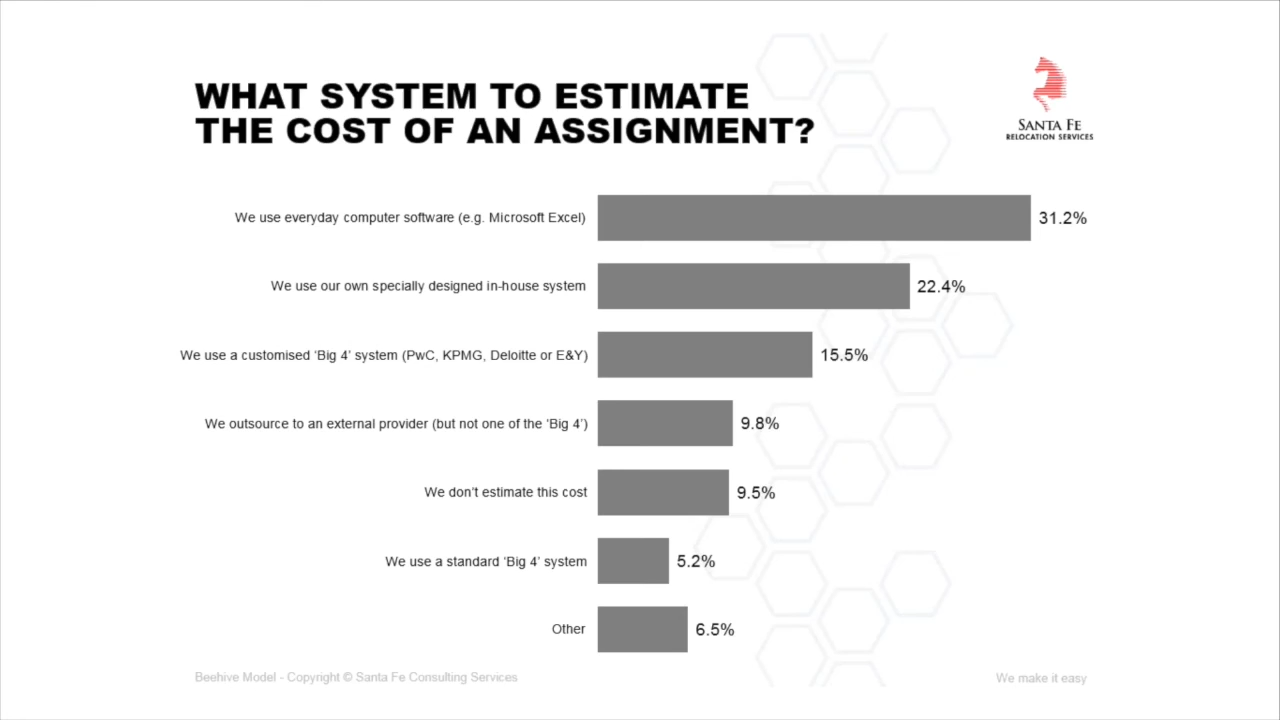 WHAT SYSTEM TO ESTIMATE
THE COST OF AN ASSIGNMENT?
SANTA FE
RELOCATION SERVICES
We use everyday computer software (e.g. Microsoft Excel) 31.2%
We use our own specially designed in-house system 22.4%
We use a customised ‘Big 4’ system (PwC, KPMG, Deloitte or E&Y) 15.5%
We outsource to an external provider (but not one of the ‘Big 4’) 9.8%
We don’t estimate this cost 9.5%
We use a standard ‘Big 4’ system 5.2%
Other 6.5%
Beehive Model - Copyright © Santa Fe Consulting Services
We make it easy